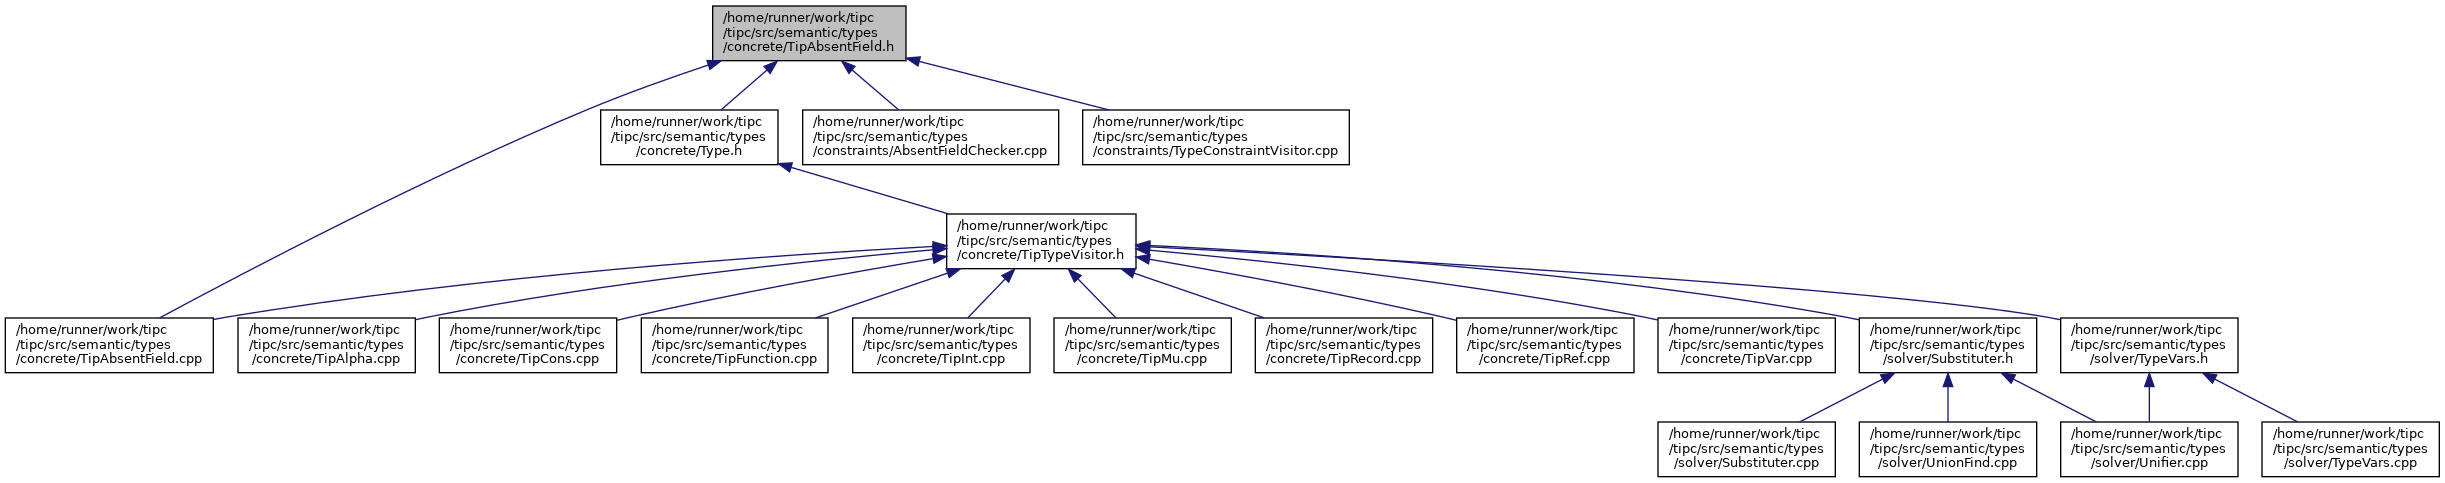 /home/runner/work/tipc
/tipc/src/semantic/types
/concrete/TipAbsentField.h
/home/runner/work/tipc
/tipc/src/semantic/types
/concrete/Type.h
/home/runner/work/tipc
/tipc/src/semantic/types
/constraints/AbsentFieldChecker.cpp
/home/runner/work/tipc
/tipc/src/semantic/types
/constraints/TypeConstraintVisitor.cpp
/home/runner/work/tipc
/tipc/src/semantic/types
/concrete/TipTypeVisitor.h
/home/runner/work/tipc
/tipc/src/semantic/types
/concrete/TipAbsentField.cpp
/home/runner/work/tipc
/tipc/src/semantic/types
/concrete/TipAlpha.cpp
/home/runner/work/tipc
/tipc/src/semantic/types
/concrete/TipCons.cpp
/home/runner/work/tipc
/tipc/src/semantic/types
/concrete/TipFunction.cpp
/home/runner/work/tipc
/tipc/src/semantic/types
/concrete/TipInt.cpp
/home/runner/work/tipc
/tipc/src/semantic/types
/concrete/TipMu.cpp
/home/runner/work/tipc
/tipc/src/semantic/types
/concrete/TipRecord.cpp
/home/runner/work/tipc
/tipc/src/semantic/types
/concrete/TipRef.cpp
/home/runner/work/tipc
/tipc/src/semantic/types
/concrete/TipVar.cpp
/home/runner/work/tipc
/tipc/src/semantic/types
/solver/Substituter.h
/home/runner/work/tipc
/tipc/src/semantic/types
/solver/TypeVars.h
/home/runner/work/tipc
/tipc/src/semantic/types
/solver/Substituter.cpp
/home/runner/work/tipc
/tipc/src/semantic/types
/solver/UnionFind.cpp
/home/runner/work/tipc
/tipc/src/semantic/types
/solver/Unifier.cpp
/home/runner/work/tipc
/tipc/src/semantic/types
/solver/TypeVars.cpp